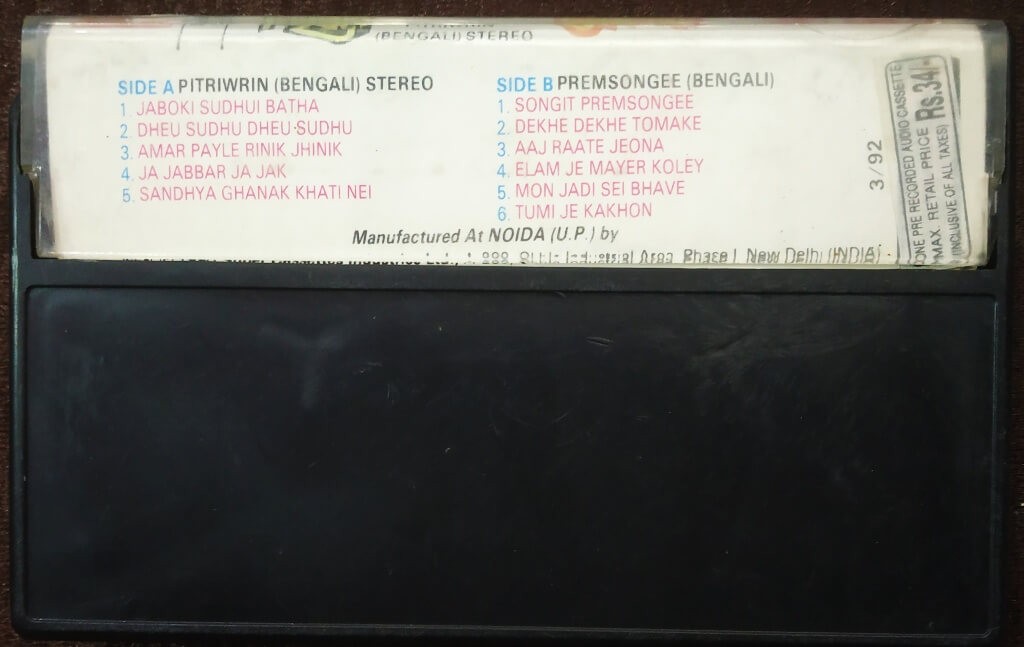 (BENGALI) STEREO
SIDE A PITRIWRIN (BENGALI) STEREO
1. JABOKI SUDHUI BATHA
2. DHEU SUDHU DHEU SUDHU
3. AMAR PAYLE RINIK JHINIK
4. JA JABBAR JA JAK
5. SANDHYA GHANAK KHATI NEI
SIDE B PREMSONGEE (BENGALI)
1. SONGIT PREMSONGEE
2. DEKHE DEKHE TOMAKE
3. AAJ RAATE JEONA
4. ELAM JE MAYER KOLEY
5. MON JADI SEI BHAVE
6. TUMI JE KAKHON
Manufactured At NOIDA (U.P.) by
Area Phase I New Delhi (INDIA)
3/92
ONE PRE RECORDED AUDIO CASSETTE
MAX. RETAIL PRICE Rs.34/-
(INCLUSIVE OF ALL TAXES)